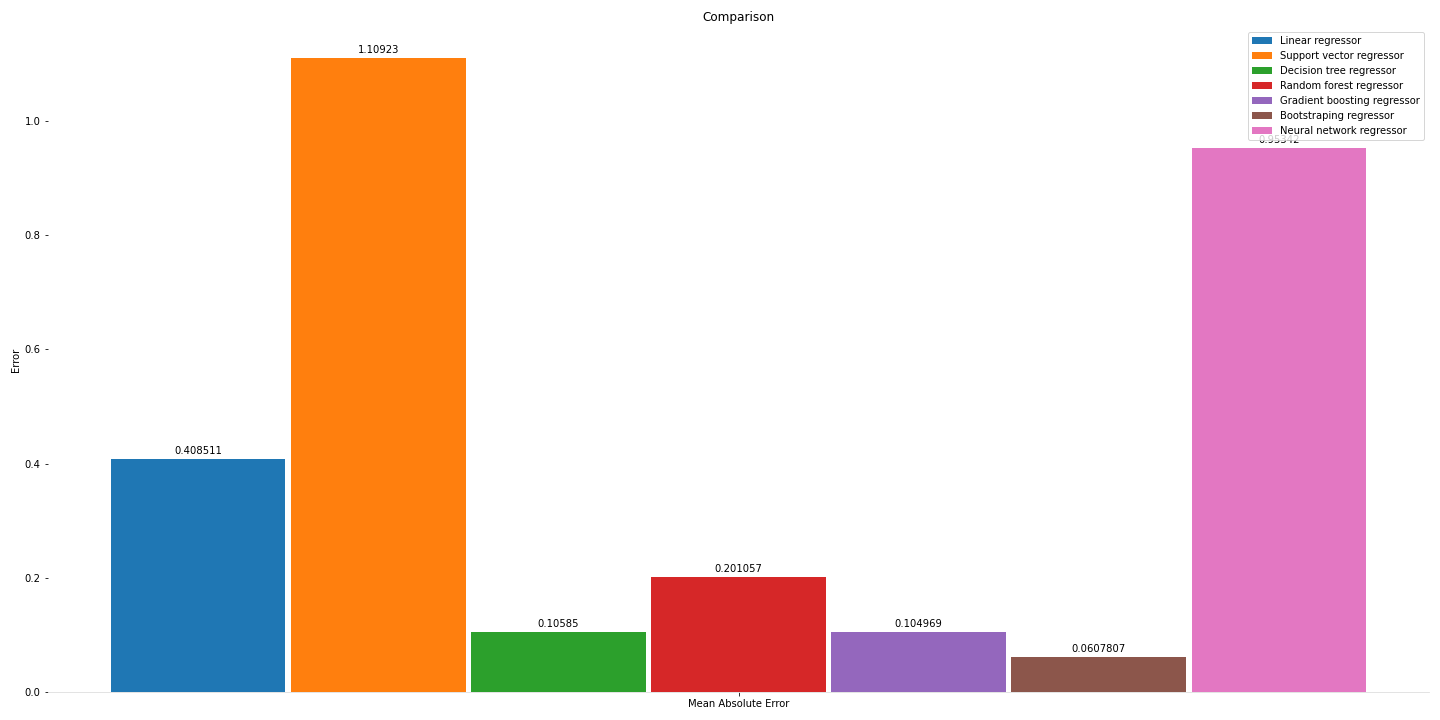 Comparison
1.10923
Linear regressor
Support vector regressor
Decision tree regressor
Random forest regressor
Gradient boosting regressor
Bootstraping regressor
Neural network regressor
0.95342
1.0
0.8
0.6
Error
0.4
0.408511
0.2
0.201057
0.10585
0.104969
0.0607807
0.0
Mean Absolute Error